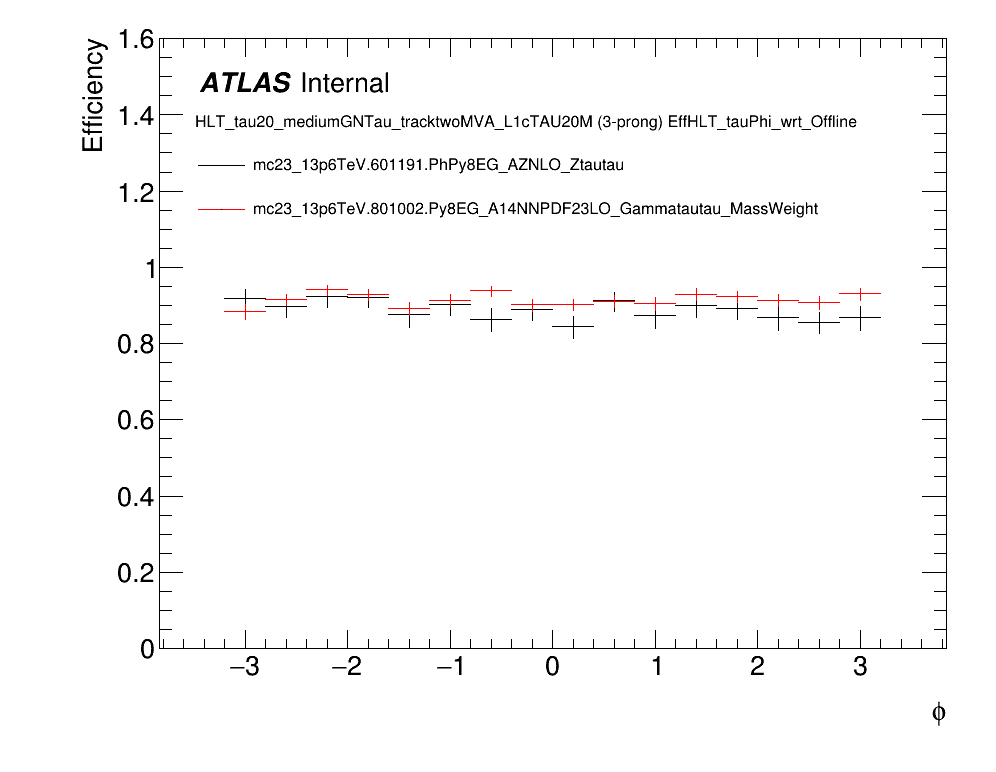 1.6
1.4
1.2
1
0.8
0.6
0.4
0.2
0
Efficiency
ATLAS Internal
HLT_tau20_mediumGNTau_tracktwoMVA_L1cTAU20M (3-prong) EffHLT_tauPhi_wrt_Offline
mc23_13p6TeV.601191.PhPy8EG_AZNLO_Ztautau
mc23_13p6TeV.801002.Py8EG_A14NNPDF23LO_Gammatautau_MassWeight
−3 −2 −1 0 1 2 3
ϕ